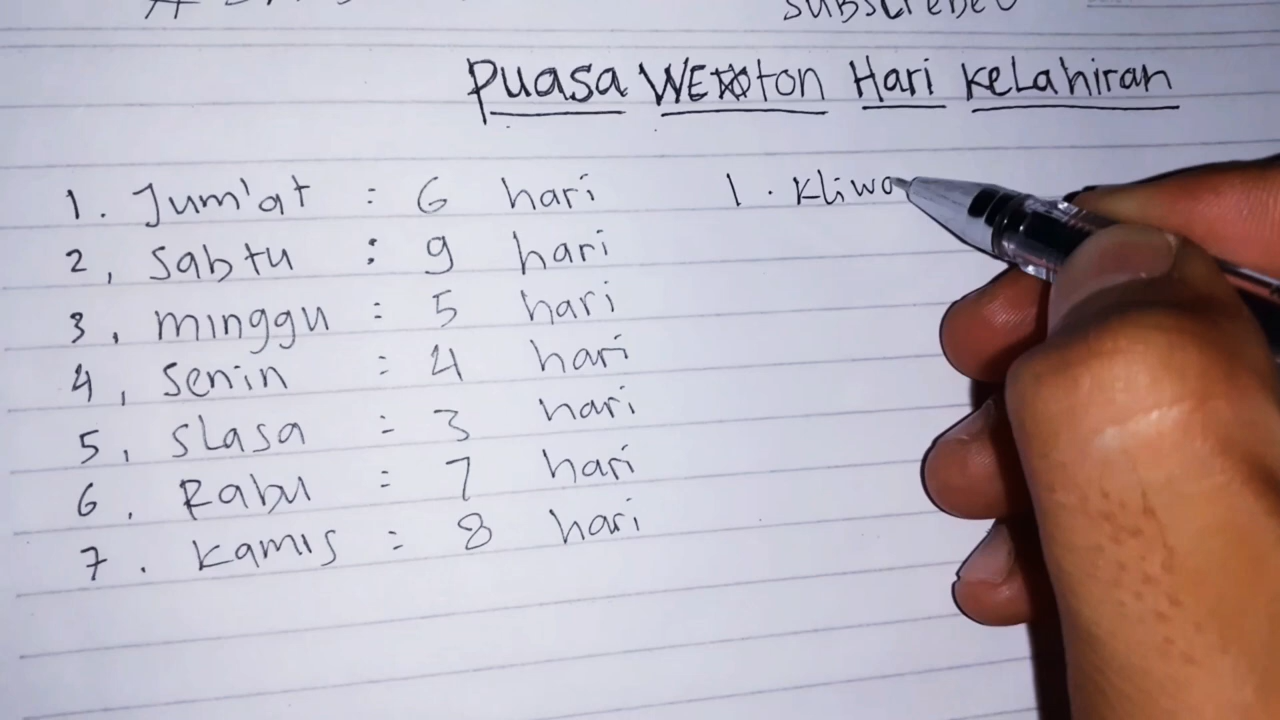 Puasa WEton Hari Kelahiran
1. Jum'at : 6 hari
2, Sabtu : 9 hari
3, minggu : 5 hari
4, Senin : 4 hari
5, SLasa : 3 hari
6. Rabu : 7 hari
7. Kamis : 8 hari
1. Kliwo